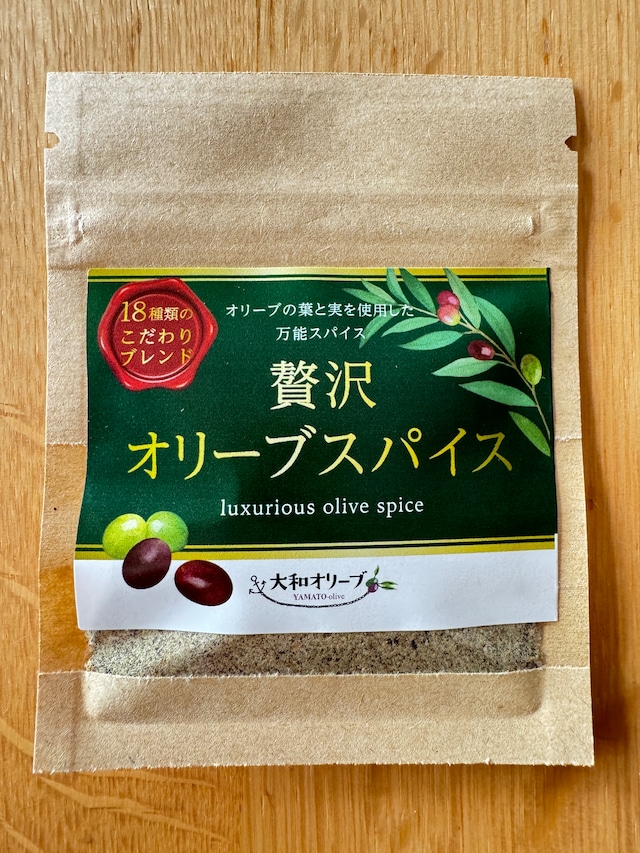 18種類の
こだわり
ブレンド
オリーブの葉と実を使用した
万能スパイス
贅沢
オリーブスパイス
luxurious olive spice
大和オリーブ
YAMATO-olive